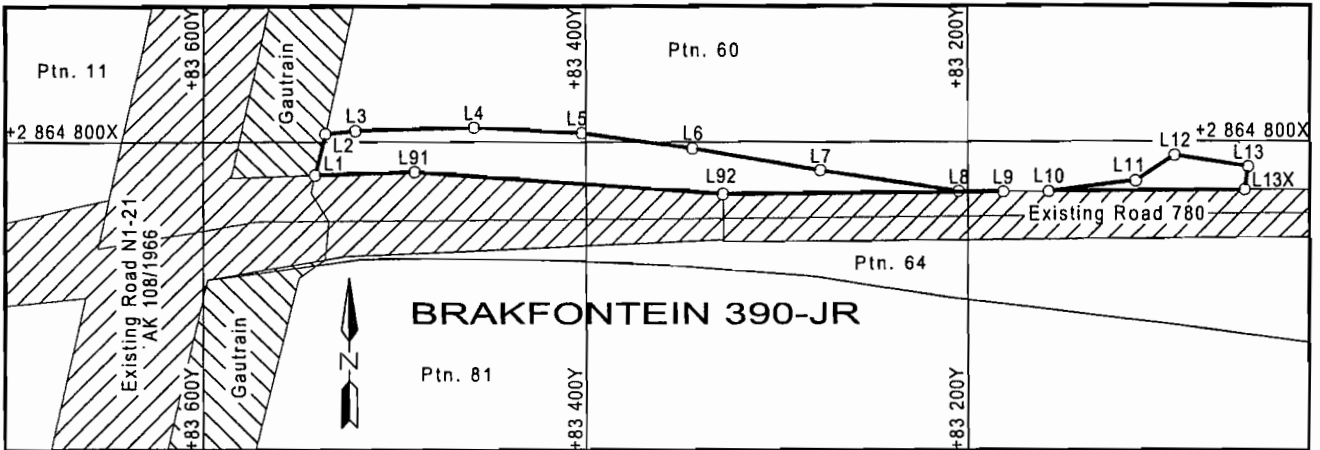 +83 600Y
+83 400Y
+83 200Y
Ptn. 11
Gautrain
Ptn. 60
+2 864 800X
+2 864 800X
L3
L4
L5
L2
L6
L12
L1
L91
L7
L13
L92
L8
L9
L10
L11
L13X
Existing Road 780
Existing Road N1-21
AK 108/1966
Ptn. 64
BRAKFONTEIN 390-JR
N
Gautrain
Ptn. 81
+83 600Y
+83 400Y
+83 200Y